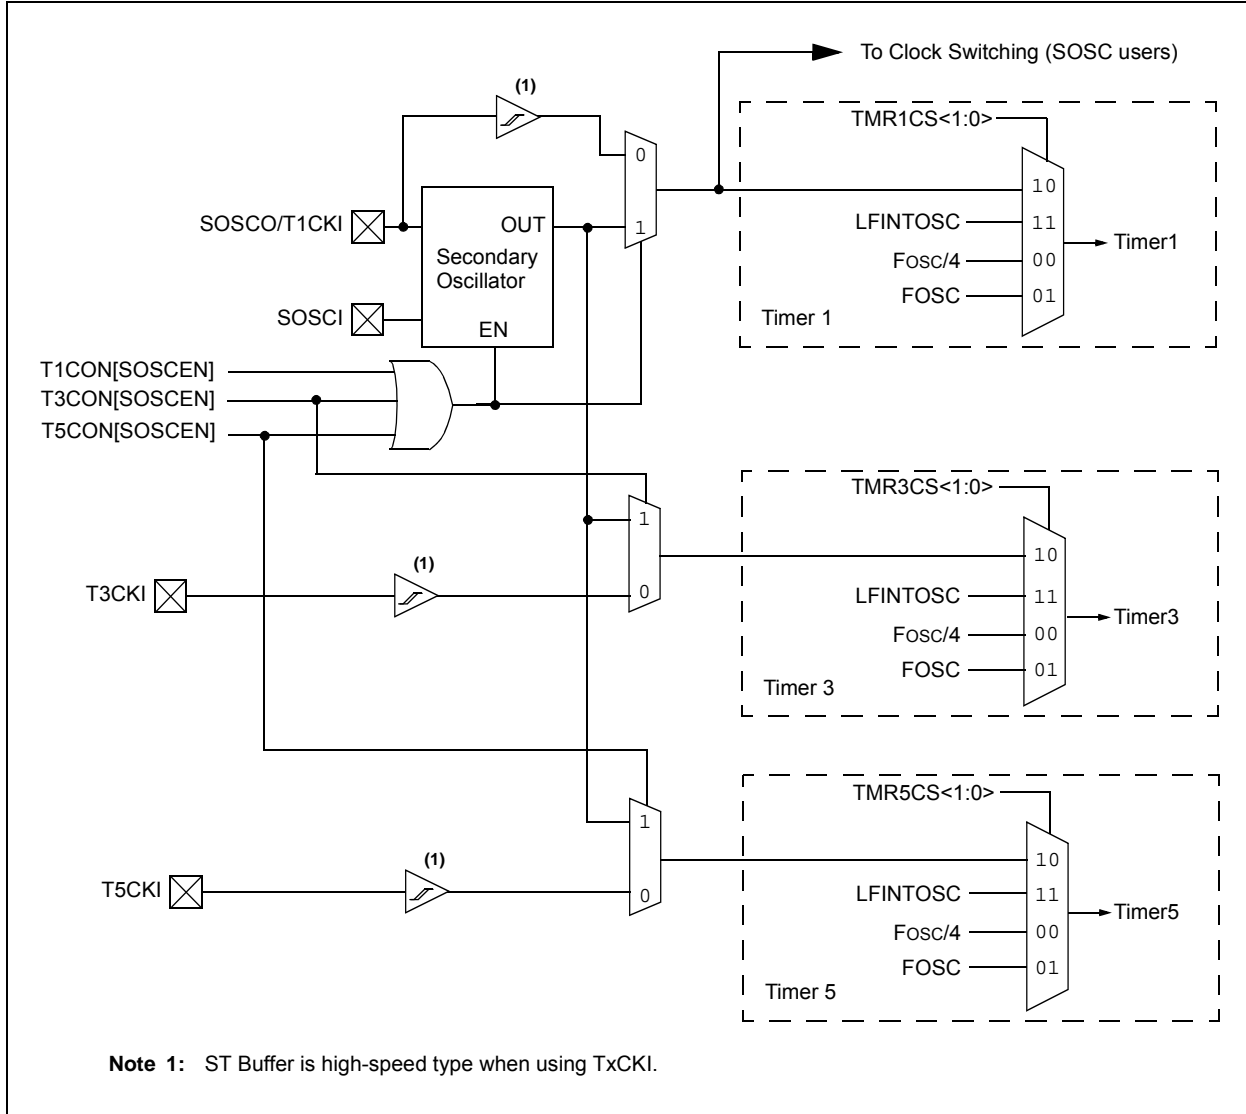 To Clock Switching (SOSC users)
(1)
TMR1CS<1:0>
0
10
SOSCO/T1CKI
OUT
1
LFINTOSC
11
Timer1
Secondary
Oscillator
FOSC/4
00
SOSCI
FOSC
01
EN
Timer 1
T1CON[SOSCEN]
T3CON[SOSCEN]
T5CON[SOSCEN]
TMR3CS<1:0>
1
10
(1)
T3CKI
0
LFINTOSC
11
Timer3
FOSC/4
00
FOSC
01
Timer 3
TMR5CS<1:0>
1
10
(1)
T5CKI
0
LFINTOSC
11
Timer5
FOSC/4
00
FOSC
01
Timer 5
Note 1: ST Buffer is high-speed type when using TxCKI.